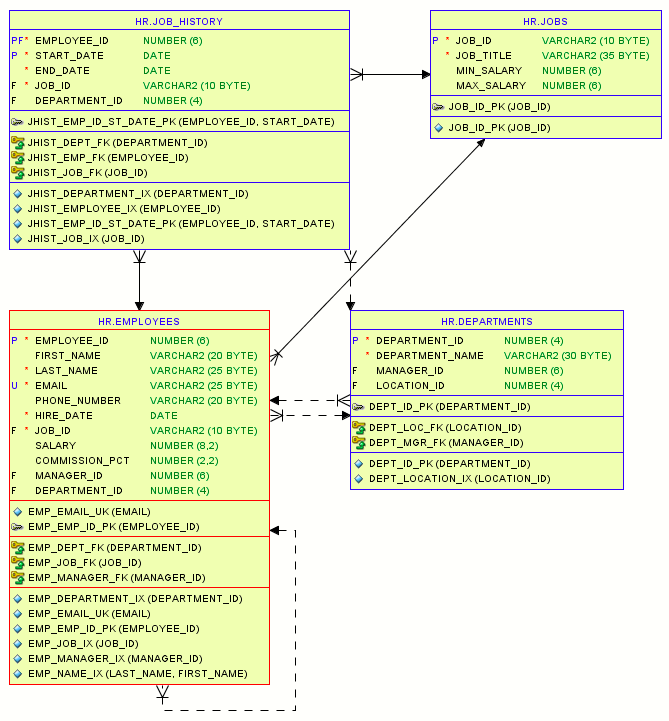 HR.JOB_HISTORY
PF* EMPLOYEE_ID NUMBER (6)
P * START_DATE DATE
* END_DATE DATE
F * JOB_ID VARCHAR2 (10 BYTE)
F DEPARTMENT_ID NUMBER (4)
JHIST_EMP_ID_ST_DATE_PK (EMPLOYEE_ID, START_DATE)
JHIST_DEPT_FK (DEPARTMENT_ID)
JHIST_EMP_FK (EMPLOYEE_ID)
JHIST_JOB_FK (JOB_ID)
JHIST_DEPARTMENT_IX (DEPARTMENT_ID)
JHIST_EMPLOYEE_IX (EMPLOYEE_ID)
JHIST_EMP_ID_ST_DATE_PK (EMPLOYEE_ID, START_DATE)
JHIST_JOB_IX (JOB_ID)
HR.JOBS
P * JOB_ID VARCHAR2 (10 BYTE)
* JOB_TITLE VARCHAR2 (35 BYTE)
MIN_SALARY NUMBER (6)
MAX_SALARY NUMBER (6)
JOB_ID_PK (JOB_ID)
JOB_ID_PK (JOB_ID)
HR.EMPLOYEES
P * EMPLOYEE_ID NUMBER (6)
FIRST_NAME VARCHAR2 (20 BYTE)
* LAST_NAME VARCHAR2 (25 BYTE)
U * EMAIL VARCHAR2 (25 BYTE)
PHONE_NUMBER VARCHAR2 (20 BYTE)
* HIRE_DATE DATE
F * JOB_ID VARCHAR2 (10 BYTE)
SALARY NUMBER (8,2)
COMMISSION_PCT NUMBER (2,2)
F MANAGER_ID NUMBER (6)
F DEPARTMENT_ID NUMBER (4)
EMP_EMAIL_UK (EMAIL)
EMP_EMP_ID_PK (EMPLOYEE_ID)
EMP_DEPT_FK (DEPARTMENT_ID)
EMP_JOB_FK (JOB_ID)
EMP_MANAGER_FK (MANAGER_ID)
EMP_DEPARTMENT_IX (DEPARTMENT_ID)
EMP_EMAIL_UK (EMAIL)
EMP_EMP_ID_PK (EMPLOYEE_ID)
EMP_JOB_IX (JOB_ID)
EMP_MANAGER_IX (MANAGER_ID)
EMP_NAME_IX (LAST_NAME, FIRST_NAME)
HR.DEPARTMENTS
P * DEPARTMENT_ID NUMBER (4)
* DEPARTMENT_NAME VARCHAR2 (30 BYTE)
F MANAGER_ID NUMBER (6)
F LOCATION_ID NUMBER (4)
DEPT_ID_PK (DEPARTMENT_ID)
DEPT_LOC_FK (LOCATION_ID)
DEPT_MGR_FK (MANAGER_ID)
DEPT_ID_PK (DEPARTMENT_ID)
DEPT_LOCATION_IX (LOCATION_ID)